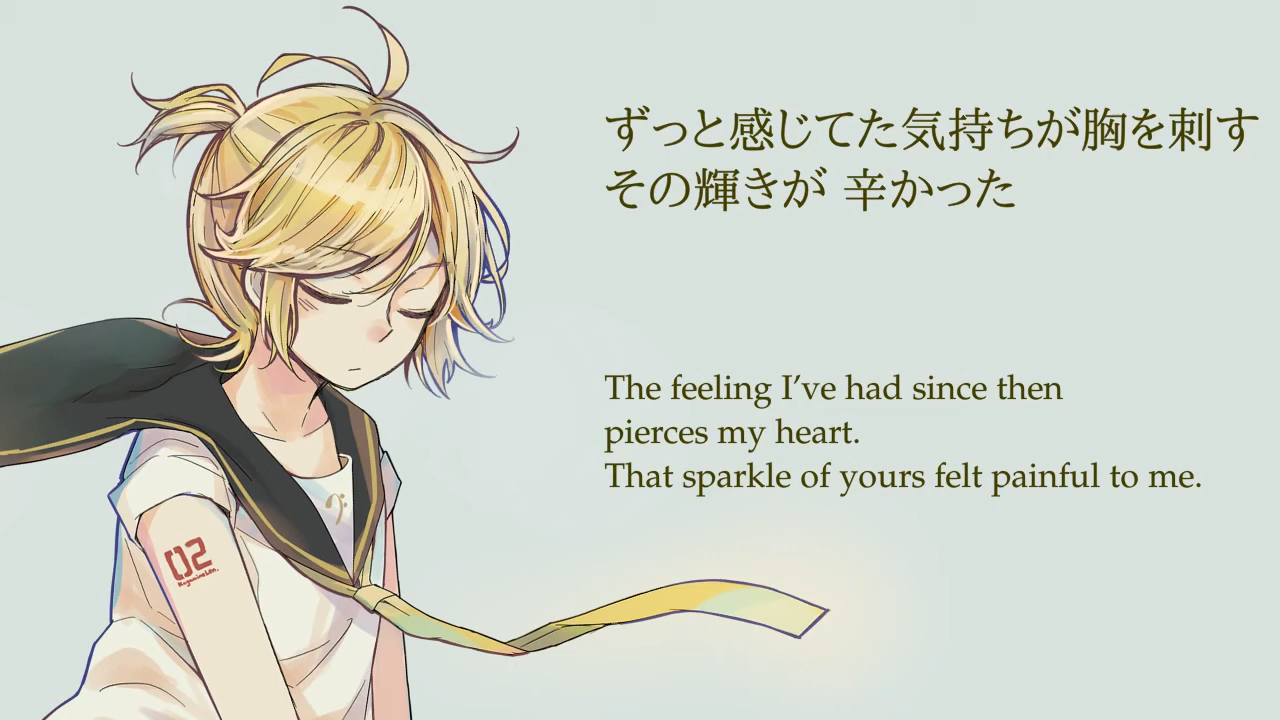 ずっと感じてた気持ちが胸を刺す
その輝きが 辛かった
The feeling I’ve had since then
pierces my heart.
That sparkle of yours felt painful to me.
02
Kagamine Len.